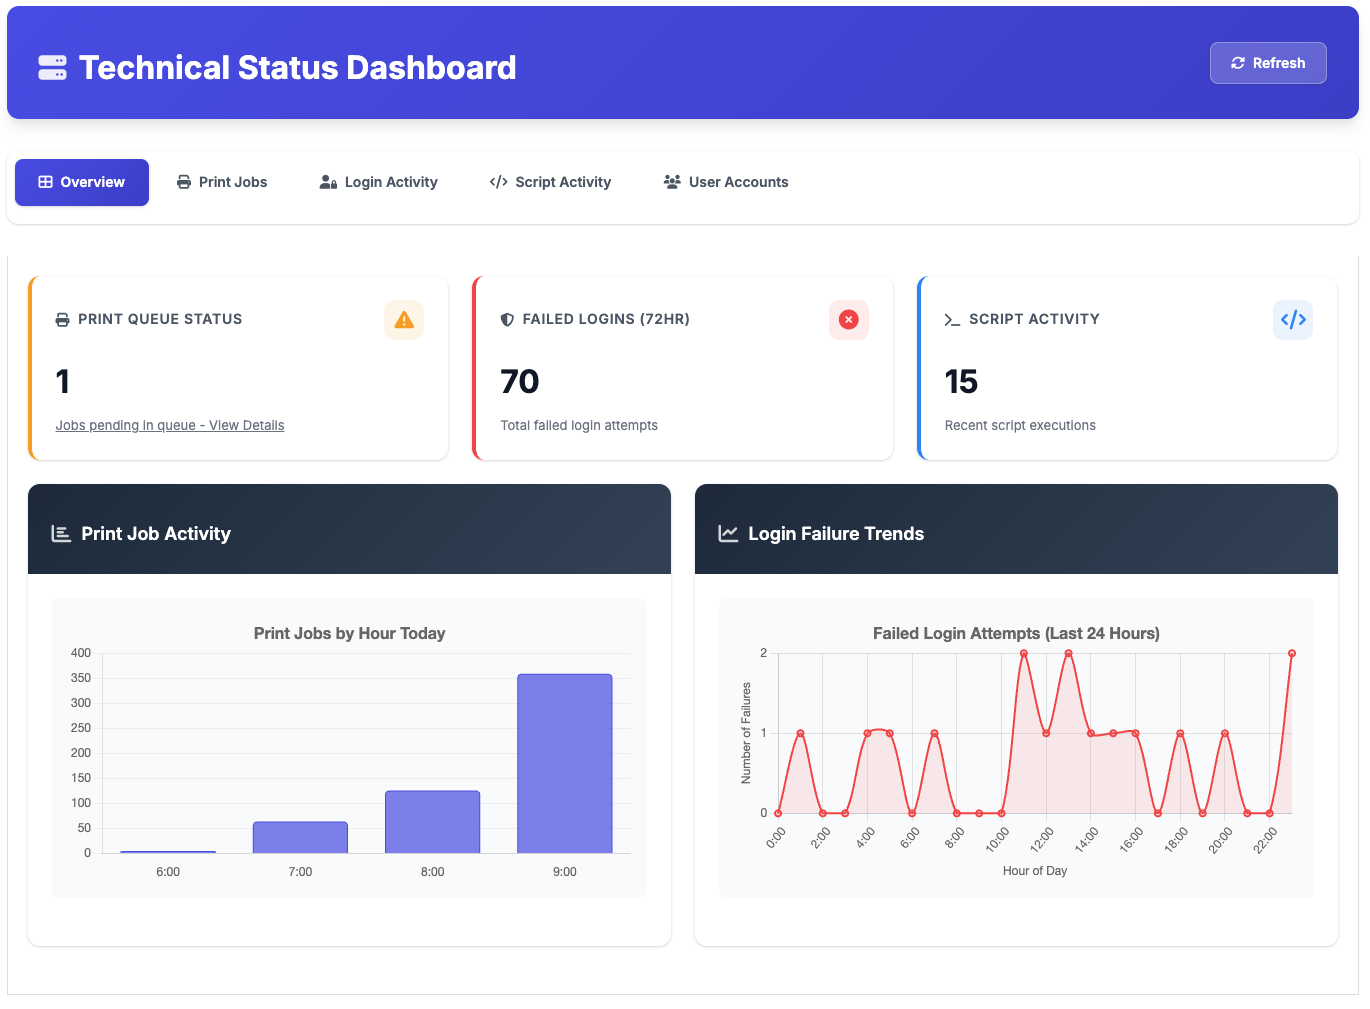 Technical Status Dashboard
Refresh
Overview
Print Jobs
Login Activity
Script Activity
User Accounts
PRINT QUEUE STATUS
1
Jobs pending in queue - View Details
FAILED LOGINS (72HR)
70
Total failed login attempts
SCRIPT ACTIVITY
15
Recent script executions
Print Job Activity
Print Jobs by Hour Today
400
350
300
250
200
150
100
50
0
6:00
7:00
8:00
9:00
Login Failure Trends
Failed Login Attempts (Last 24 Hours)
Number of Failures
2
1
0
0:00
2:00
4:00
6:00
8:00
10:00
12:00
14:00
16:00
18:00
20:00
22:00
Hour of Day